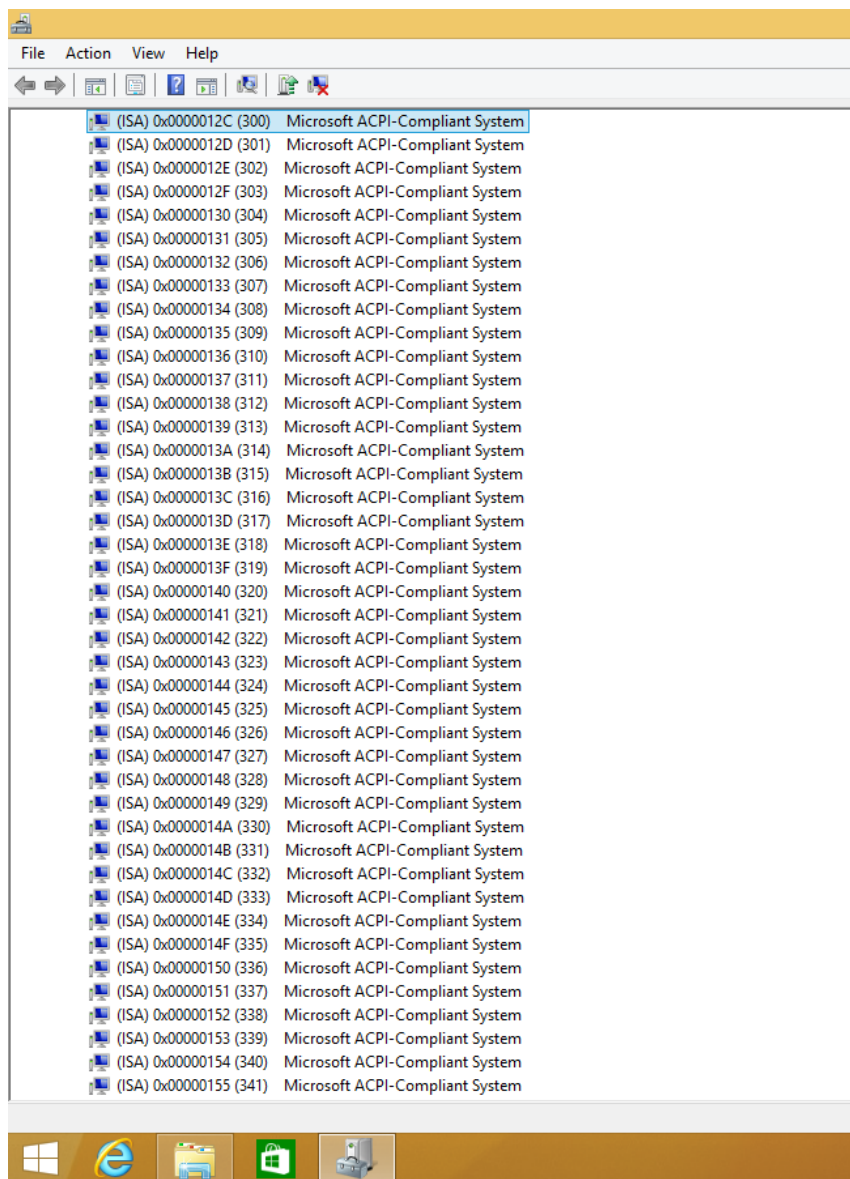 File Action View Help
(ISA) 0x0000012C (300) Microsoft ACPI-Compliant System
(ISA) 0x0000012D (301) Microsoft ACPI-Compliant System
(ISA) 0x0000012E (302) Microsoft ACPI-Compliant System
(ISA) 0x0000012F (303) Microsoft ACPI-Compliant System
(ISA) 0x00000130 (304) Microsoft ACPI-Compliant System
(ISA) 0x00000131 (305) Microsoft ACPI-Compliant System
(ISA) 0x00000132 (306) Microsoft ACPI-Compliant System
(ISA) 0x00000133 (307) Microsoft ACPI-Compliant System
(ISA) 0x00000134 (308) Microsoft ACPI-Compliant System
(ISA) 0x00000135 (309) Microsoft ACPI-Compliant System
(ISA) 0x00000136 (310) Microsoft ACPI-Compliant System
(ISA) 0x00000137 (311) Microsoft ACPI-Compliant System
(ISA) 0x00000138 (312) Microsoft ACPI-Compliant System
(ISA) 0x00000139 (313) Microsoft ACPI-Compliant System
(ISA) 0x0000013A (314) Microsoft ACPI-Compliant System
(ISA) 0x0000013B (315) Microsoft ACPI-Compliant System
(ISA) 0x0000013C (316) Microsoft ACPI-Compliant System
(ISA) 0x0000013D (317) Microsoft ACPI-Compliant System
(ISA) 0x0000013E (318) Microsoft ACPI-Compliant System
(ISA) 0x0000013F (319) Microsoft ACPI-Compliant System
(ISA) 0x00000140 (320) Microsoft ACPI-Compliant System
(ISA) 0x00000141 (321) Microsoft ACPI-Compliant System
(ISA) 0x00000142 (322) Microsoft ACPI-Compliant System
(ISA) 0x00000143 (323) Microsoft ACPI-Compliant System
(ISA) 0x00000144 (324) Microsoft ACPI-Compliant System
(ISA) 0x00000145 (325) Microsoft ACPI-Compliant System
(ISA) 0x00000146 (326) Microsoft ACPI-Compliant System
(ISA) 0x00000147 (327) Microsoft ACPI-Compliant System
(ISA) 0x00000148 (328) Microsoft ACPI-Compliant System
(ISA) 0x00000149 (329) Microsoft ACPI-Compliant System
(ISA) 0x0000014A (330) Microsoft ACPI-Compliant System
(ISA) 0x0000014B (331) Microsoft ACPI-Compliant System
(ISA) 0x0000014C (332) Microsoft ACPI-Compliant System
(ISA) 0x0000014D (333) Microsoft ACPI-Compliant System
(ISA) 0x0000014E (334) Microsoft ACPI-Compliant System
(ISA) 0x0000014F (335) Microsoft ACPI-Compliant System
(ISA) 0x00000150 (336) Microsoft ACPI-Compliant System
(ISA) 0x00000151 (337) Microsoft ACPI-Compliant System
(ISA) 0x00000152 (338) Microsoft ACPI-Compliant System
(ISA) 0x00000153 (339) Microsoft ACPI-Compliant System
(ISA) 0x00000154 (340) Microsoft ACPI-Compliant System
(ISA) 0x00000155 (341) Microsoft ACPI-Compliant System